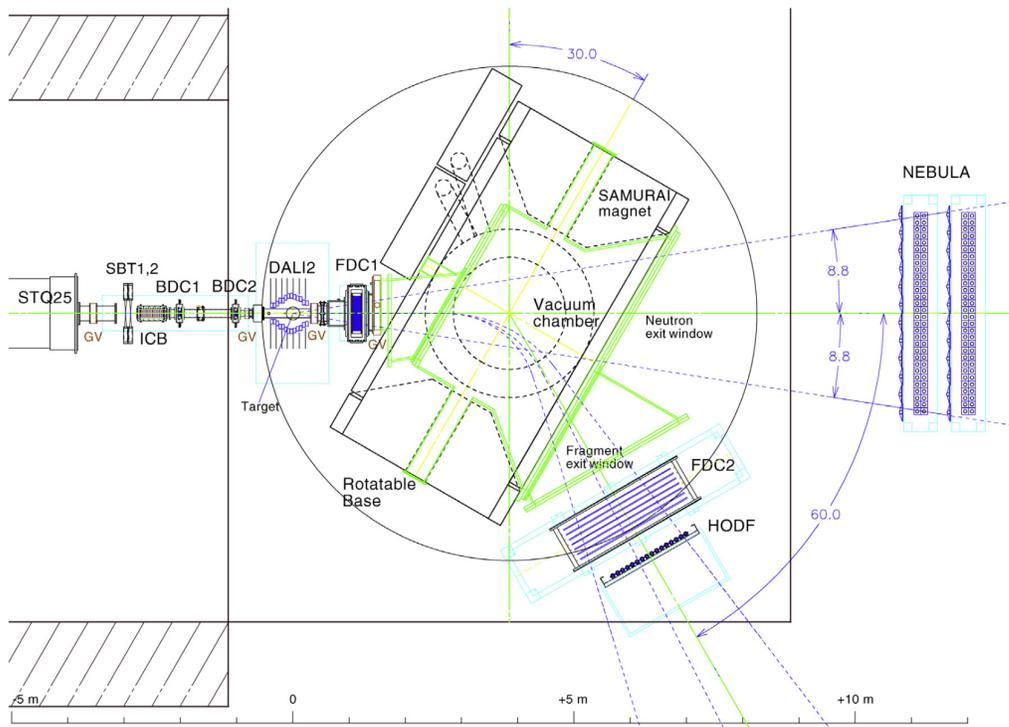 30.0
NEBULA
SAMURAI
magnet
SBT1,2
DALI2
FDC1
BDC1
BDC2
STQ25
8.8
Vacuum
chamber
Neutron
exit window
GV
ICB
GV
GV
GV
8.8
Target
Fragment
exit window
FDC2
Rotatable
Base
HODF
60.0
-5 m
0
+5 m
+10 m